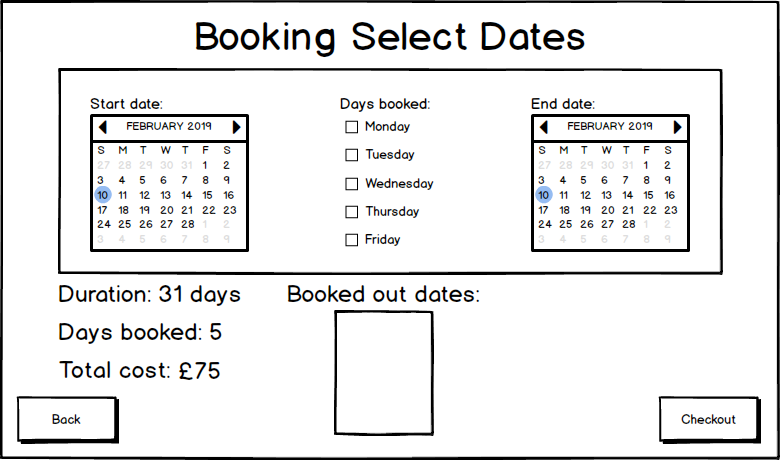 Booking Select Dates
Start date:
FEBRUARY 2019
S M T W T F S
27 28 29 30 31 1 2
3 4 5 6 7 8 9
10 11 12 13 14 15 16
17 18 19 20 21 22 23
24 25 26 27 28 1 2
3 4 5 6 7 8 9
Days booked:
Monday
Tuesday
Wednesday
Thursday
Friday
End date:
FEBRUARY 2019
S M T W T F S
27 28 29 30 31 1 2
3 4 5 6 7 8 9
10 11 12 13 14 15 16
17 18 19 20 21 22 23
24 25 26 27 28 1 2
3 4 5 6 7 8 9
Duration: 31 days
Days booked: 5
Total cost: £75
Booked out dates:
Back
Checkout